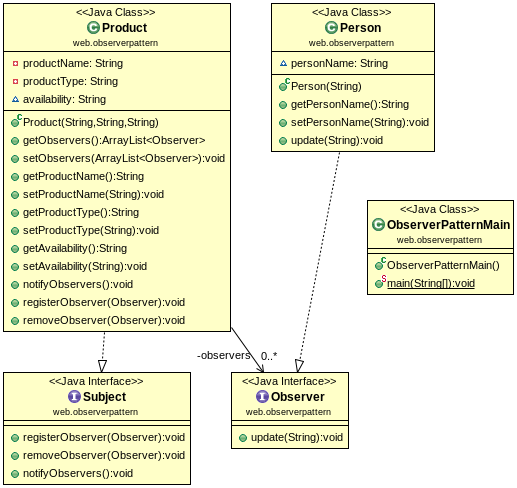 <<Java Class>>
Product
web.observerpattern
productName: String
productType: String
availability: String
Product(String,String,String)
getObservers():ArrayList<Observer>
setObservers(ArrayList<Observer>):void
getProductName():String
setProductName(String):void
getProductType():String
setProductType(String):void
getAvailability():String
setAvailability(String):void
notifyObservers():void
registerObserver(Observer):void
removeObserver(Observer):void
<<Java Class>>
Person
web.observerpattern
personName: String
Person(String)
getPersonName():String
setPersonName(String):void
update(String):void
<<Java Class>>
ObserverPatternMain
web.observerpattern
ObserverPatternMain()
main(String[]):void
-observers 0..*
<<Java Interface>>
Subject
web.observerpattern
registerObserver(Observer):void
removeObserver(Observer):void
notifyObservers():void
<<Java Interface>>
Observer
web.observerpattern
update(String):void